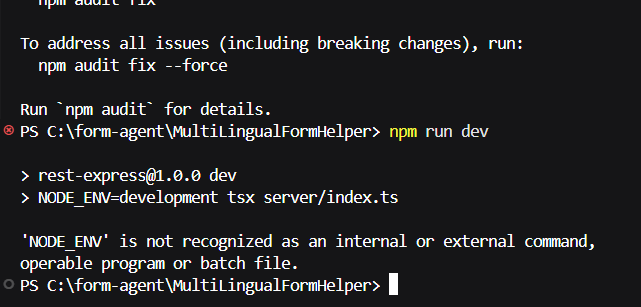 npm audit fix
To address all issues (including breaking changes), run:
npm audit fix --force
Run `npm audit` for details.
PS C:\form-agent\MultiLingualFormHelper> npm run dev
> rest-express@1.0.0 dev
> NODE_ENV=development tsx server/index.ts
'NODE_ENV' is not recognized as an internal or external command,
operable program or batch file.
PS C:\form-agent\MultiLingualFormHelper>